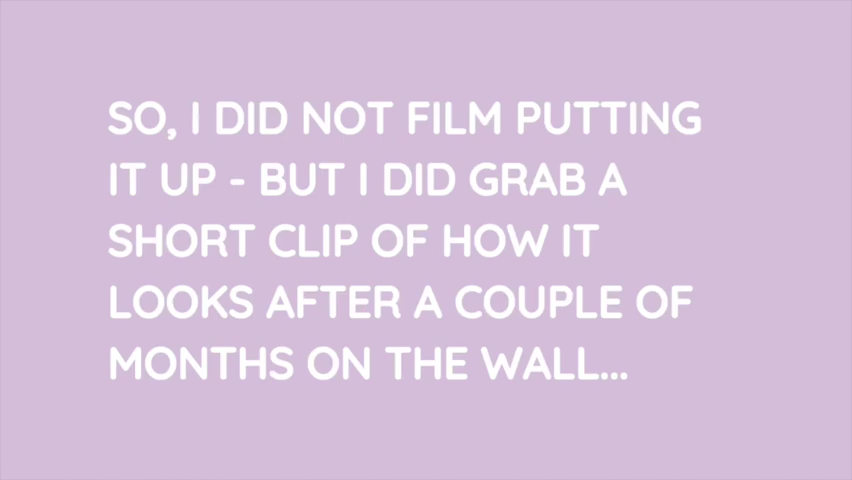 SO, I DID NOT FILM PUTTING
IT UP - BUT I DID GRAB A
SHORT CLIP OF HOW IT
LOOKS AFTER A COUPLE OF
MONTHS ON THE WALL...